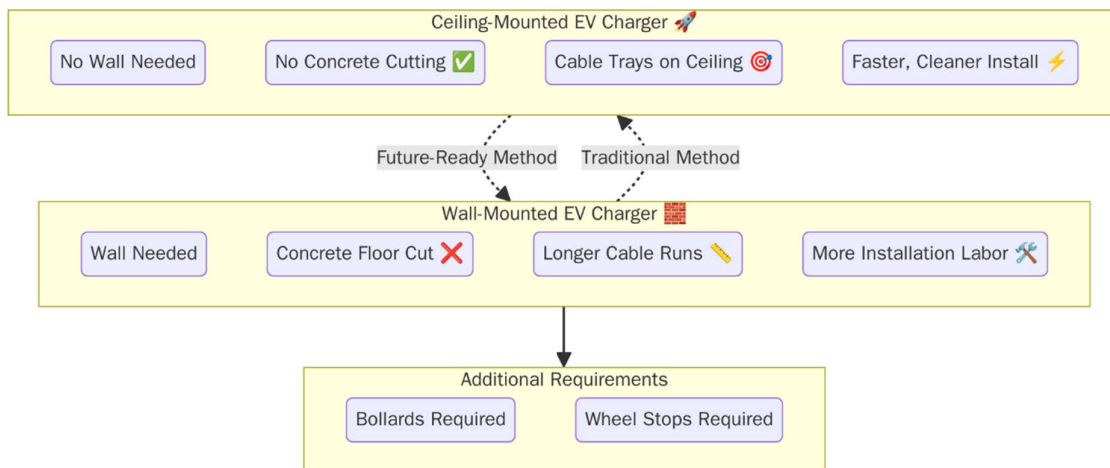 Ceiling-Mounted EV Charger 🚀
No Wall Needed
No Concrete Cutting ✅
Cable Trays on Ceiling 🎯
Faster, Cleaner Install ⚡
Future-Ready Method
Traditional Method
Wall-Mounted EV Charger 🧱
Wall Needed
Concrete Floor Cut ❌
Longer Cable Runs 📏
More Installation Labor 🛠️
Additional Requirements
Bollards Required
Wheel Stops Required